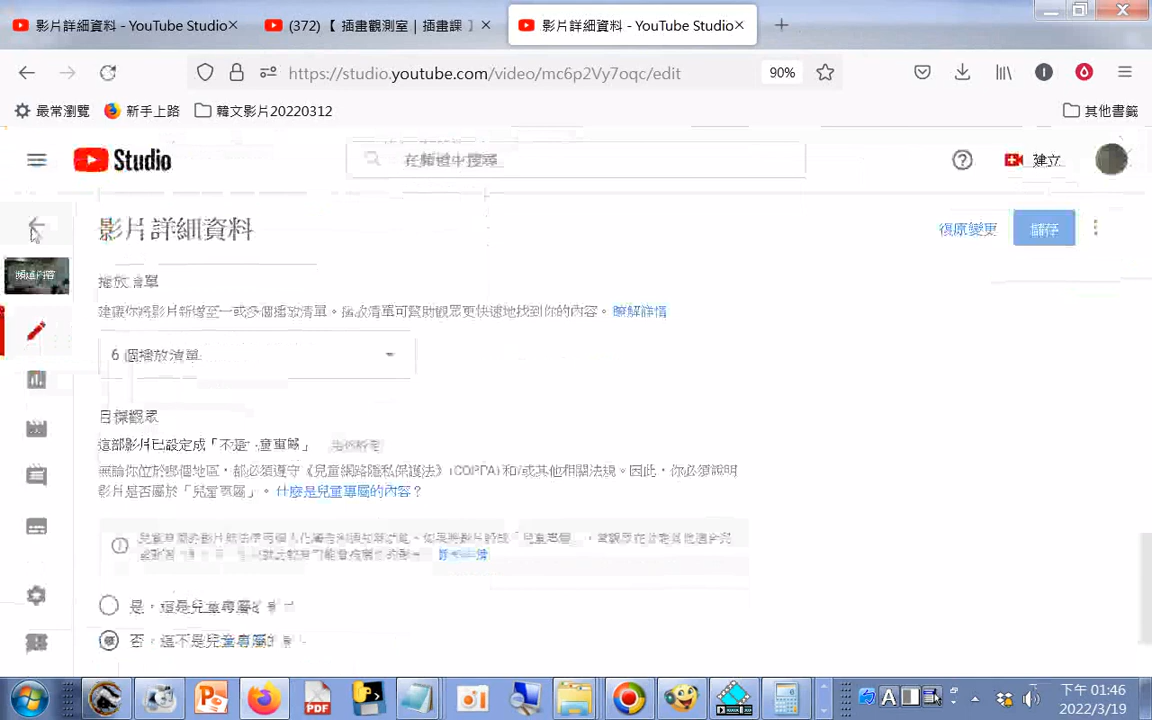 影片詳細資料 - YouTube Studio
(372)【 插畫觀測室 | 插畫課 】
影片詳細資料 - YouTube Studio
https://studio.youtube.com/video/mc6p2Vy7oqc/edit
90%
最常瀏覽
新手上路
韓文影片20220312
其他書籤
Studio
在頻道中搜尋
建立
影片詳細資料
復原變更
儲存
頻道內容
播放清單
建議你將影片新增至一或多個播放清單。播放清單可幫助觀眾更快速地找到你的內容。 瞭解詳情
6 個播放清單
目標觀眾
這部影片已設定成「不是兒童專屬」
無論你位於哪個地區，都必須遵守《兒童網路隱私保護法》(COPPA) 和/或其他相關法規。因此，你必須說明
影片是否屬於「兒童專屬」。 什麼是兒童專屬的內容？
是，這是兒童專屬的
否，這不是兒童專屬的
下午 01:46
2022/3/19